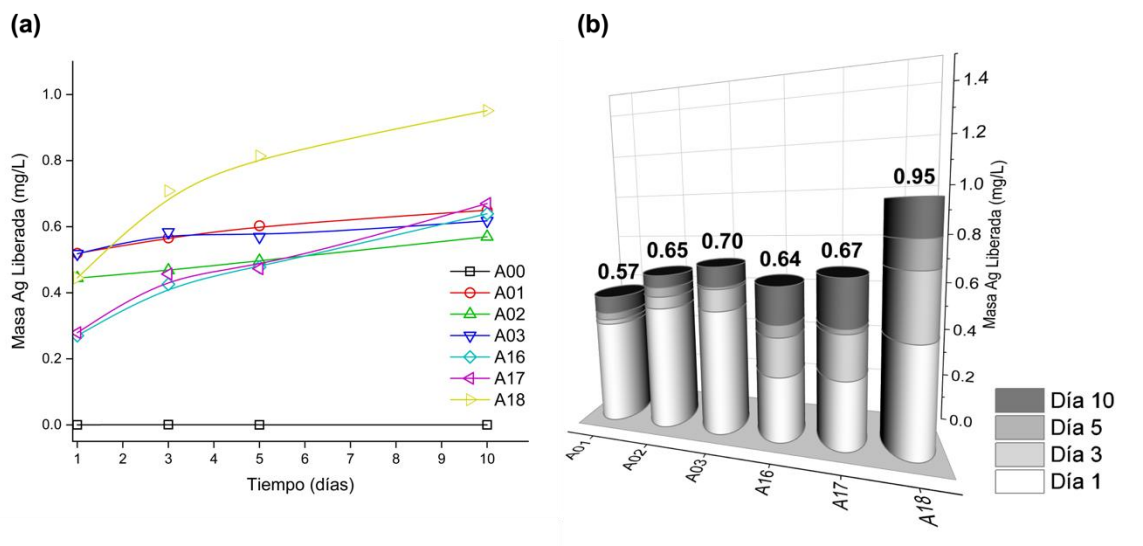 (a)
Masa Ag Liberada (mg/L)
1.0
0.8
0.6
0.4
0.2
0.0
A00
A01
A02
A03
A16
A17
A18
1 2 3 4 5 6 7 8 9 10
Tiempo (días)
(b)
0.57
0.65
0.70
0.64
0.67
0.95
1.4
1.2
1.0
0.8
0.6
0.4
0.2
0.0
Masa Ag Liberada (mg/L)
A01
A02
A03
A16
A17
A18
Día 10
Día 5
Día 3
Día 1